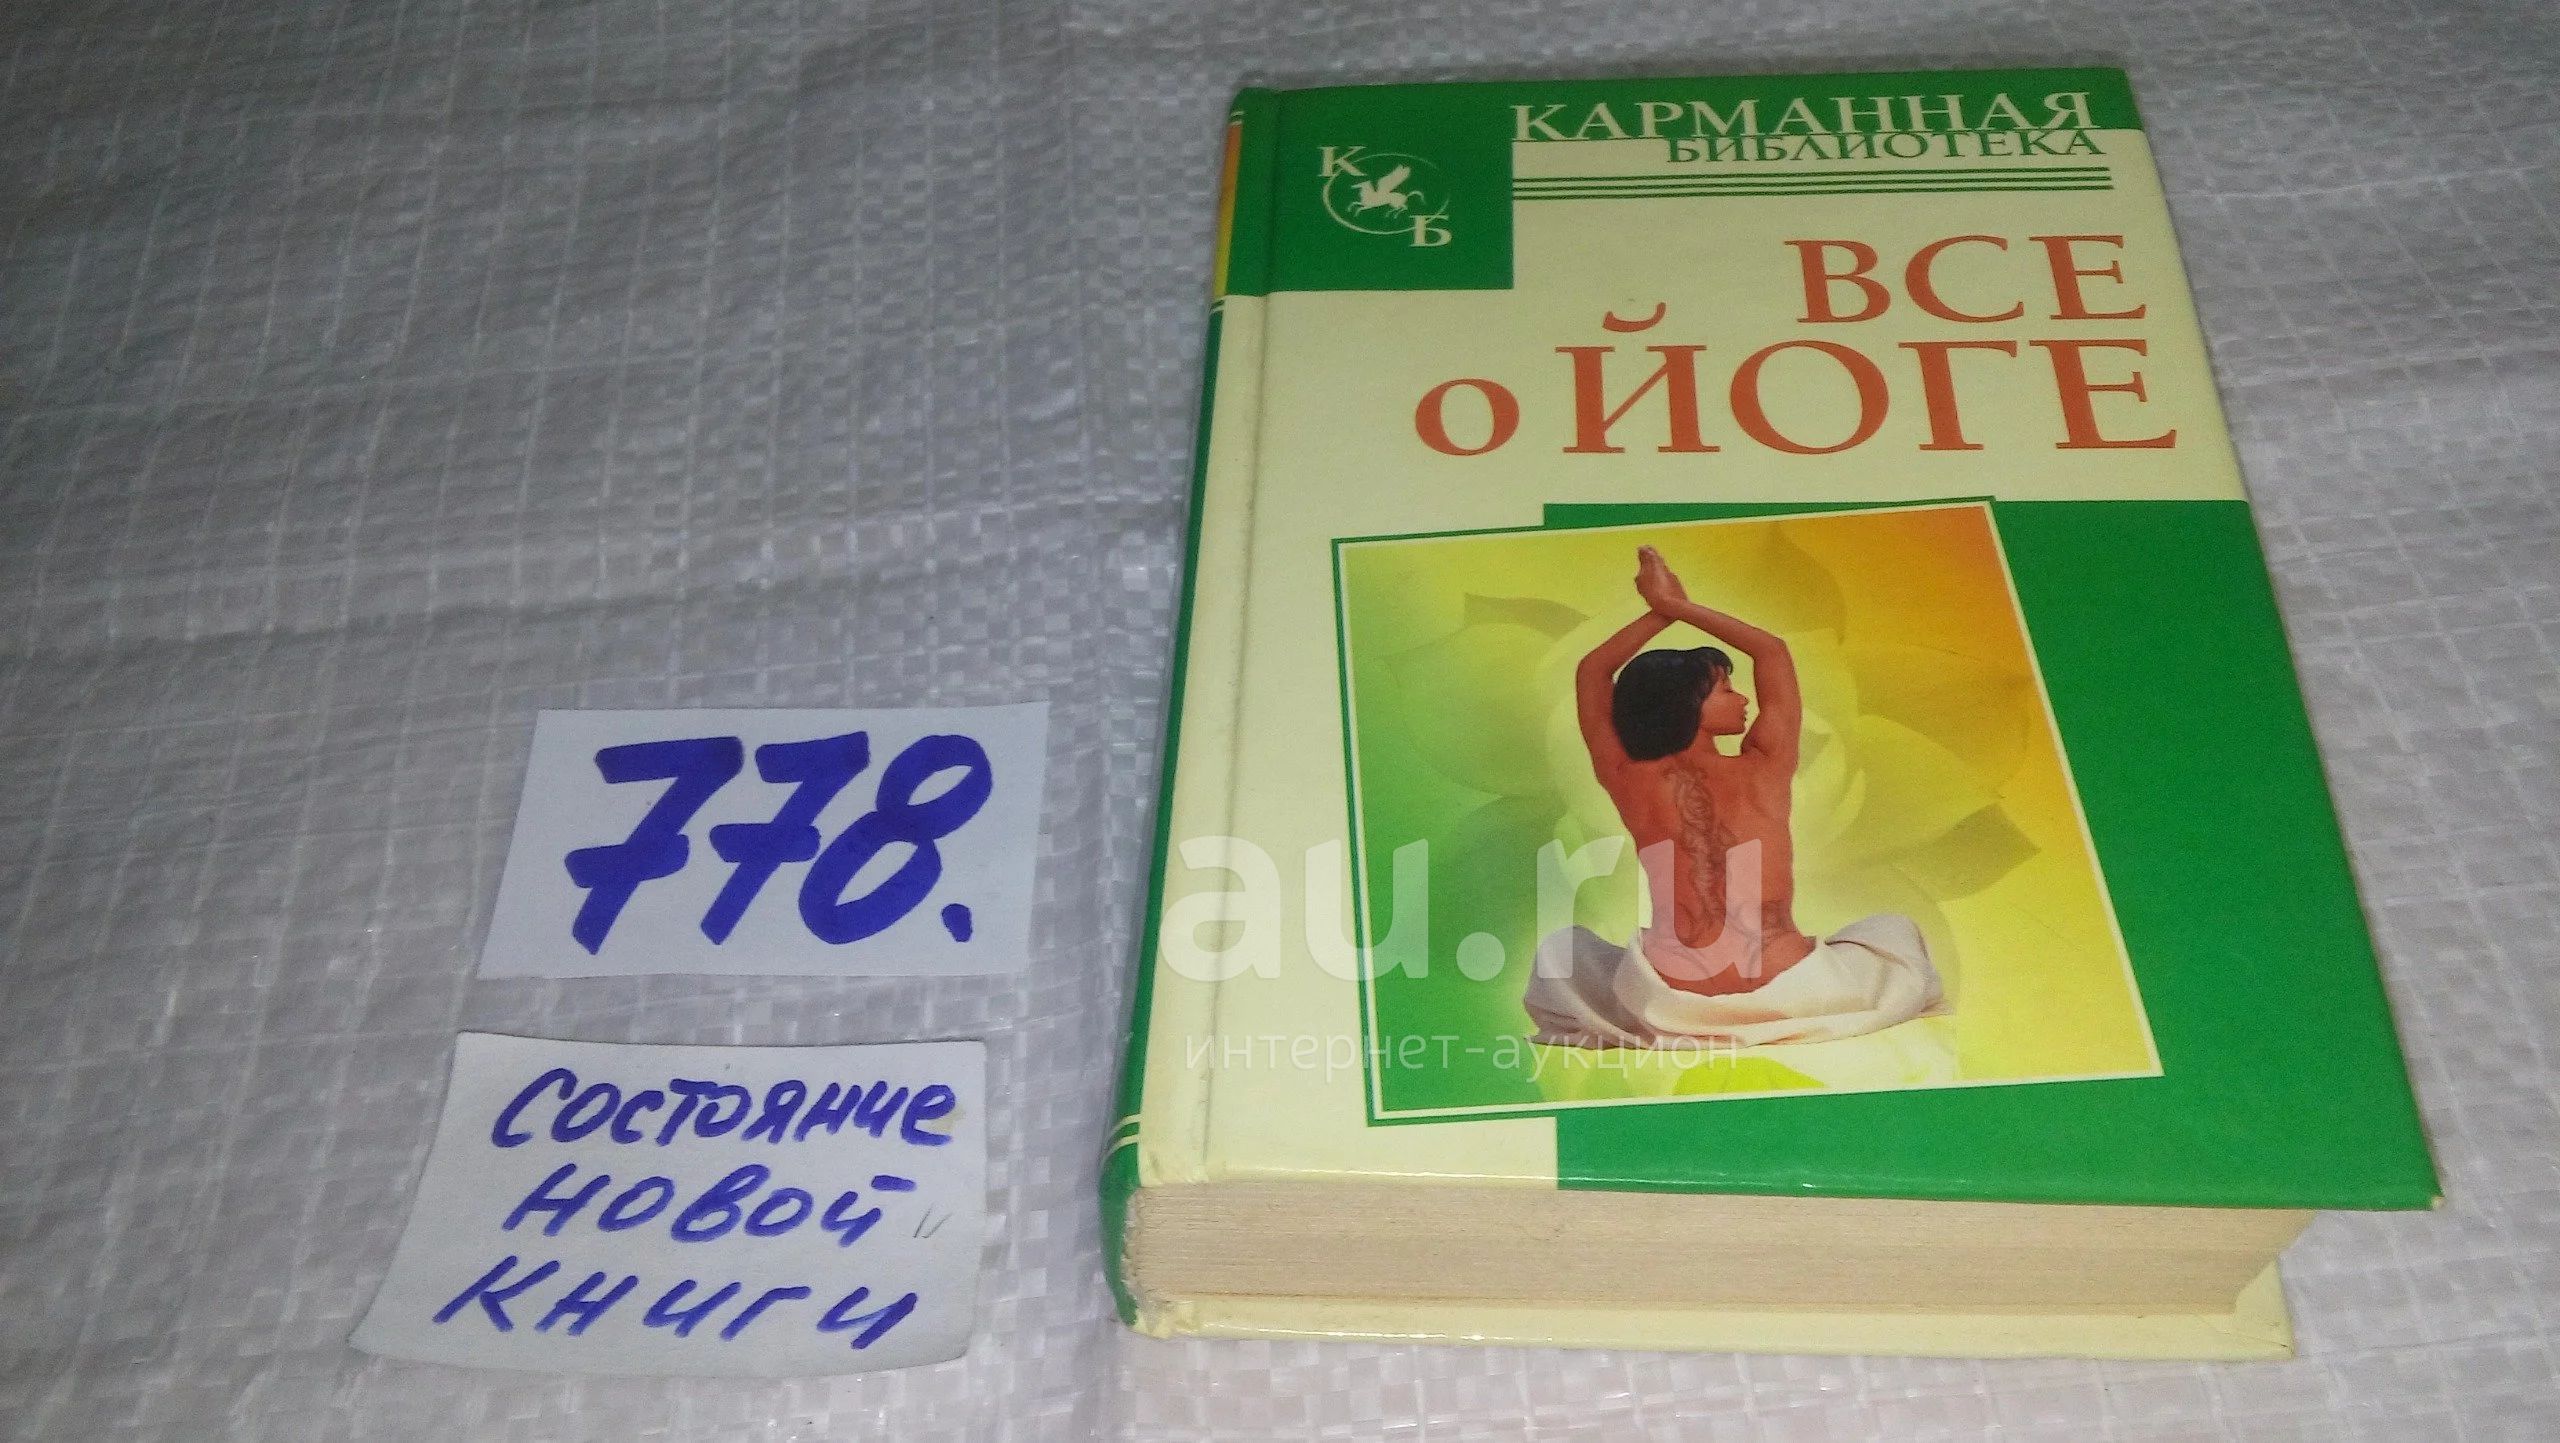 КАРМАННАЯ
БИБЛИОТЕКА
К
Б
ВСЕ
о ЙОГЕ
778.
состояние
новой
книги
au.ru
интернет-аукцион